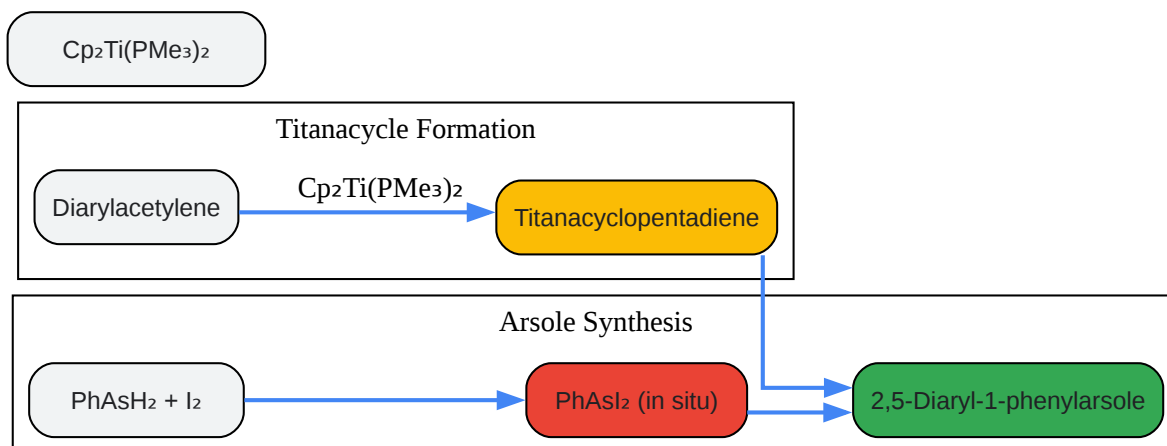 Cp₂Ti(PMe₃)₂
Titanacycle Formation
Diarylacetylene
Cp₂Ti(PMe₃)₂
Titanacyclopentadiene
Arsole Synthesis
PhAsH₂ + I₂
PhAsI₂ (in situ)
2,5-Diaryl-1-phenylarsole